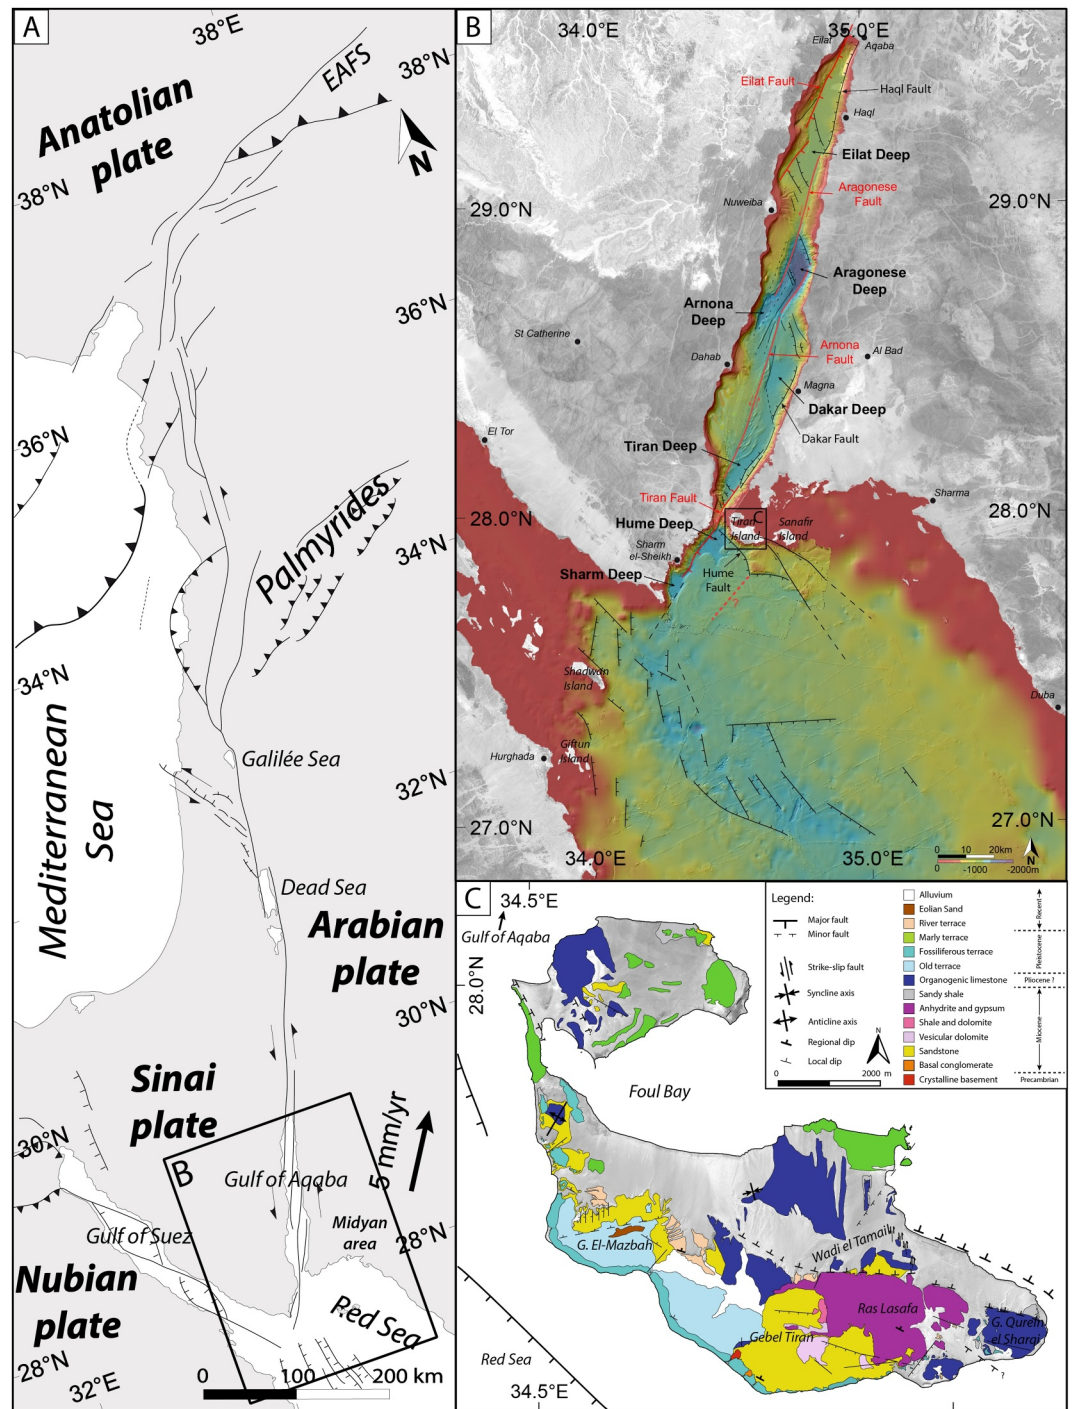 A
38°E
EAFS
38°N
N
Anatolian
plate
38°N
36°N
36°N
Palmyrides
34°N
34°N
Mediterranean
Sea
Galilée Sea
32°N
Dead Sea
Arabian
plate
30°N
Sinai
plate
30°N
5 mm/yr
B
Gulf of Aqaba
Gulf of Suez
Midyan
area
28°N
Nubian
plate
Red Sea
28°N
32°E
0 100 200 km
B
34.0°E
35.0°E
Eilat
Aqaba
Eilat Fault
Haql Fault
Haql
Eilat Deep
Aragonese
Fault
Nuweiba
29.0°N
29.0°N
Aragonese
Deep
Arnona
Deep
St Catherine
Arnona
Fault
Al Bad
Dahab
Magna
Dakar Deep
El Tor
Dakar Fault
Tiran Deep
Tiran Fault
Sharma
28.0°N
28.0°N
Hume Deep
C
Tiran
Island
Sanafir
Island
Sharm
el-Sheikh
Sharm Deep
Hume
Fault
?
Shadwan
Island
Duba
Giftun
Island
Hurghada
27.0°N
27.0°N
34.0°E
35.0°E
0 10 20km
0 -1000 -2000m
N
C
34.5°E
Gulf of Aqaba
28.0°N
Foul Bay
Legend:
Major fault
Minor fault
Strike-slip fault
Syncline axis
Anticline axis
Regional dip
Local dip
N
0 2000 m
Alluvium
Eolian Sand
River terrace
Marly terrace
Fossiliferous terrace
Old terrace
Organogenic limestone
Sandy shale
Anhydrite and gypsum
Shale and dolomite
Vesicular dolomite
Sandstone
Basal conglomerate
Crystalline basement
Recent
Pleistocene
Pliocene ?
Miocene
Precambrian
G. El-Mazbah
Wadi el Tamaila
Ras Lasafa
Gebel Tiran
G. Qurein
el Sharqi
?
Red Sea
34.5°E